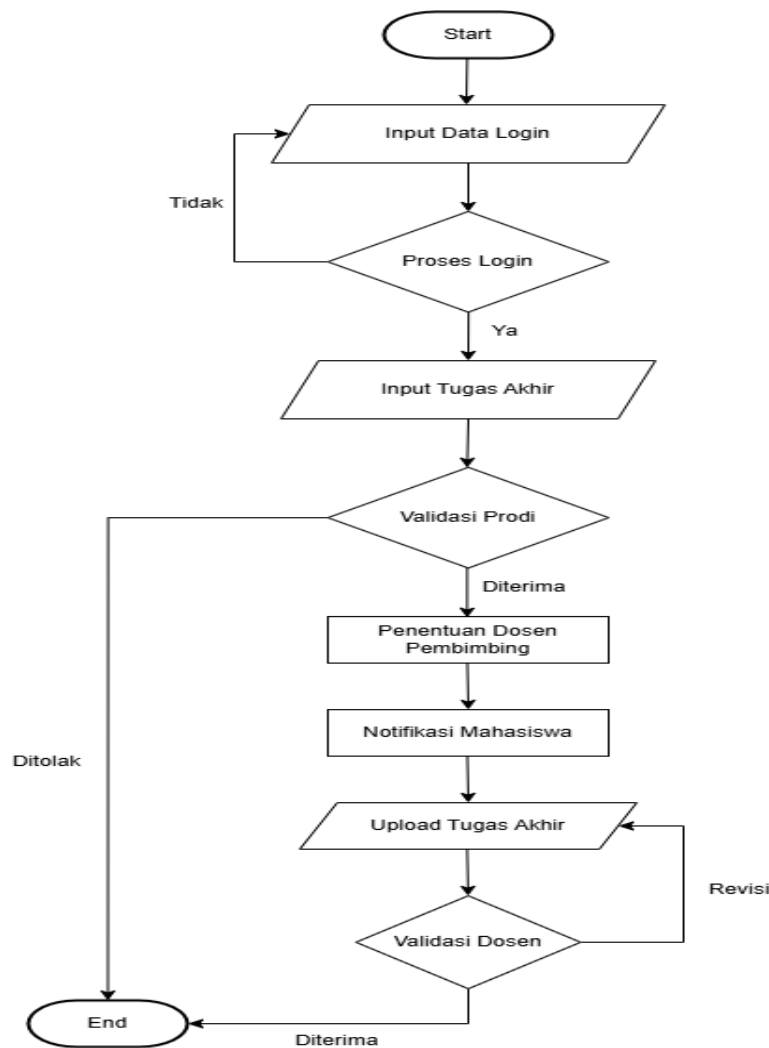 Start
Input Data Login
Tidak
Proses Login
Ya
Input Tugas Akhir
Validasi Prodi
Diterima
Penentuan Dosen
Pembimbing
Notifikasi Mahasiswa
Ditolak
Upload Tugas Akhir
Revisi
Validasi Dosen
End
Diterima